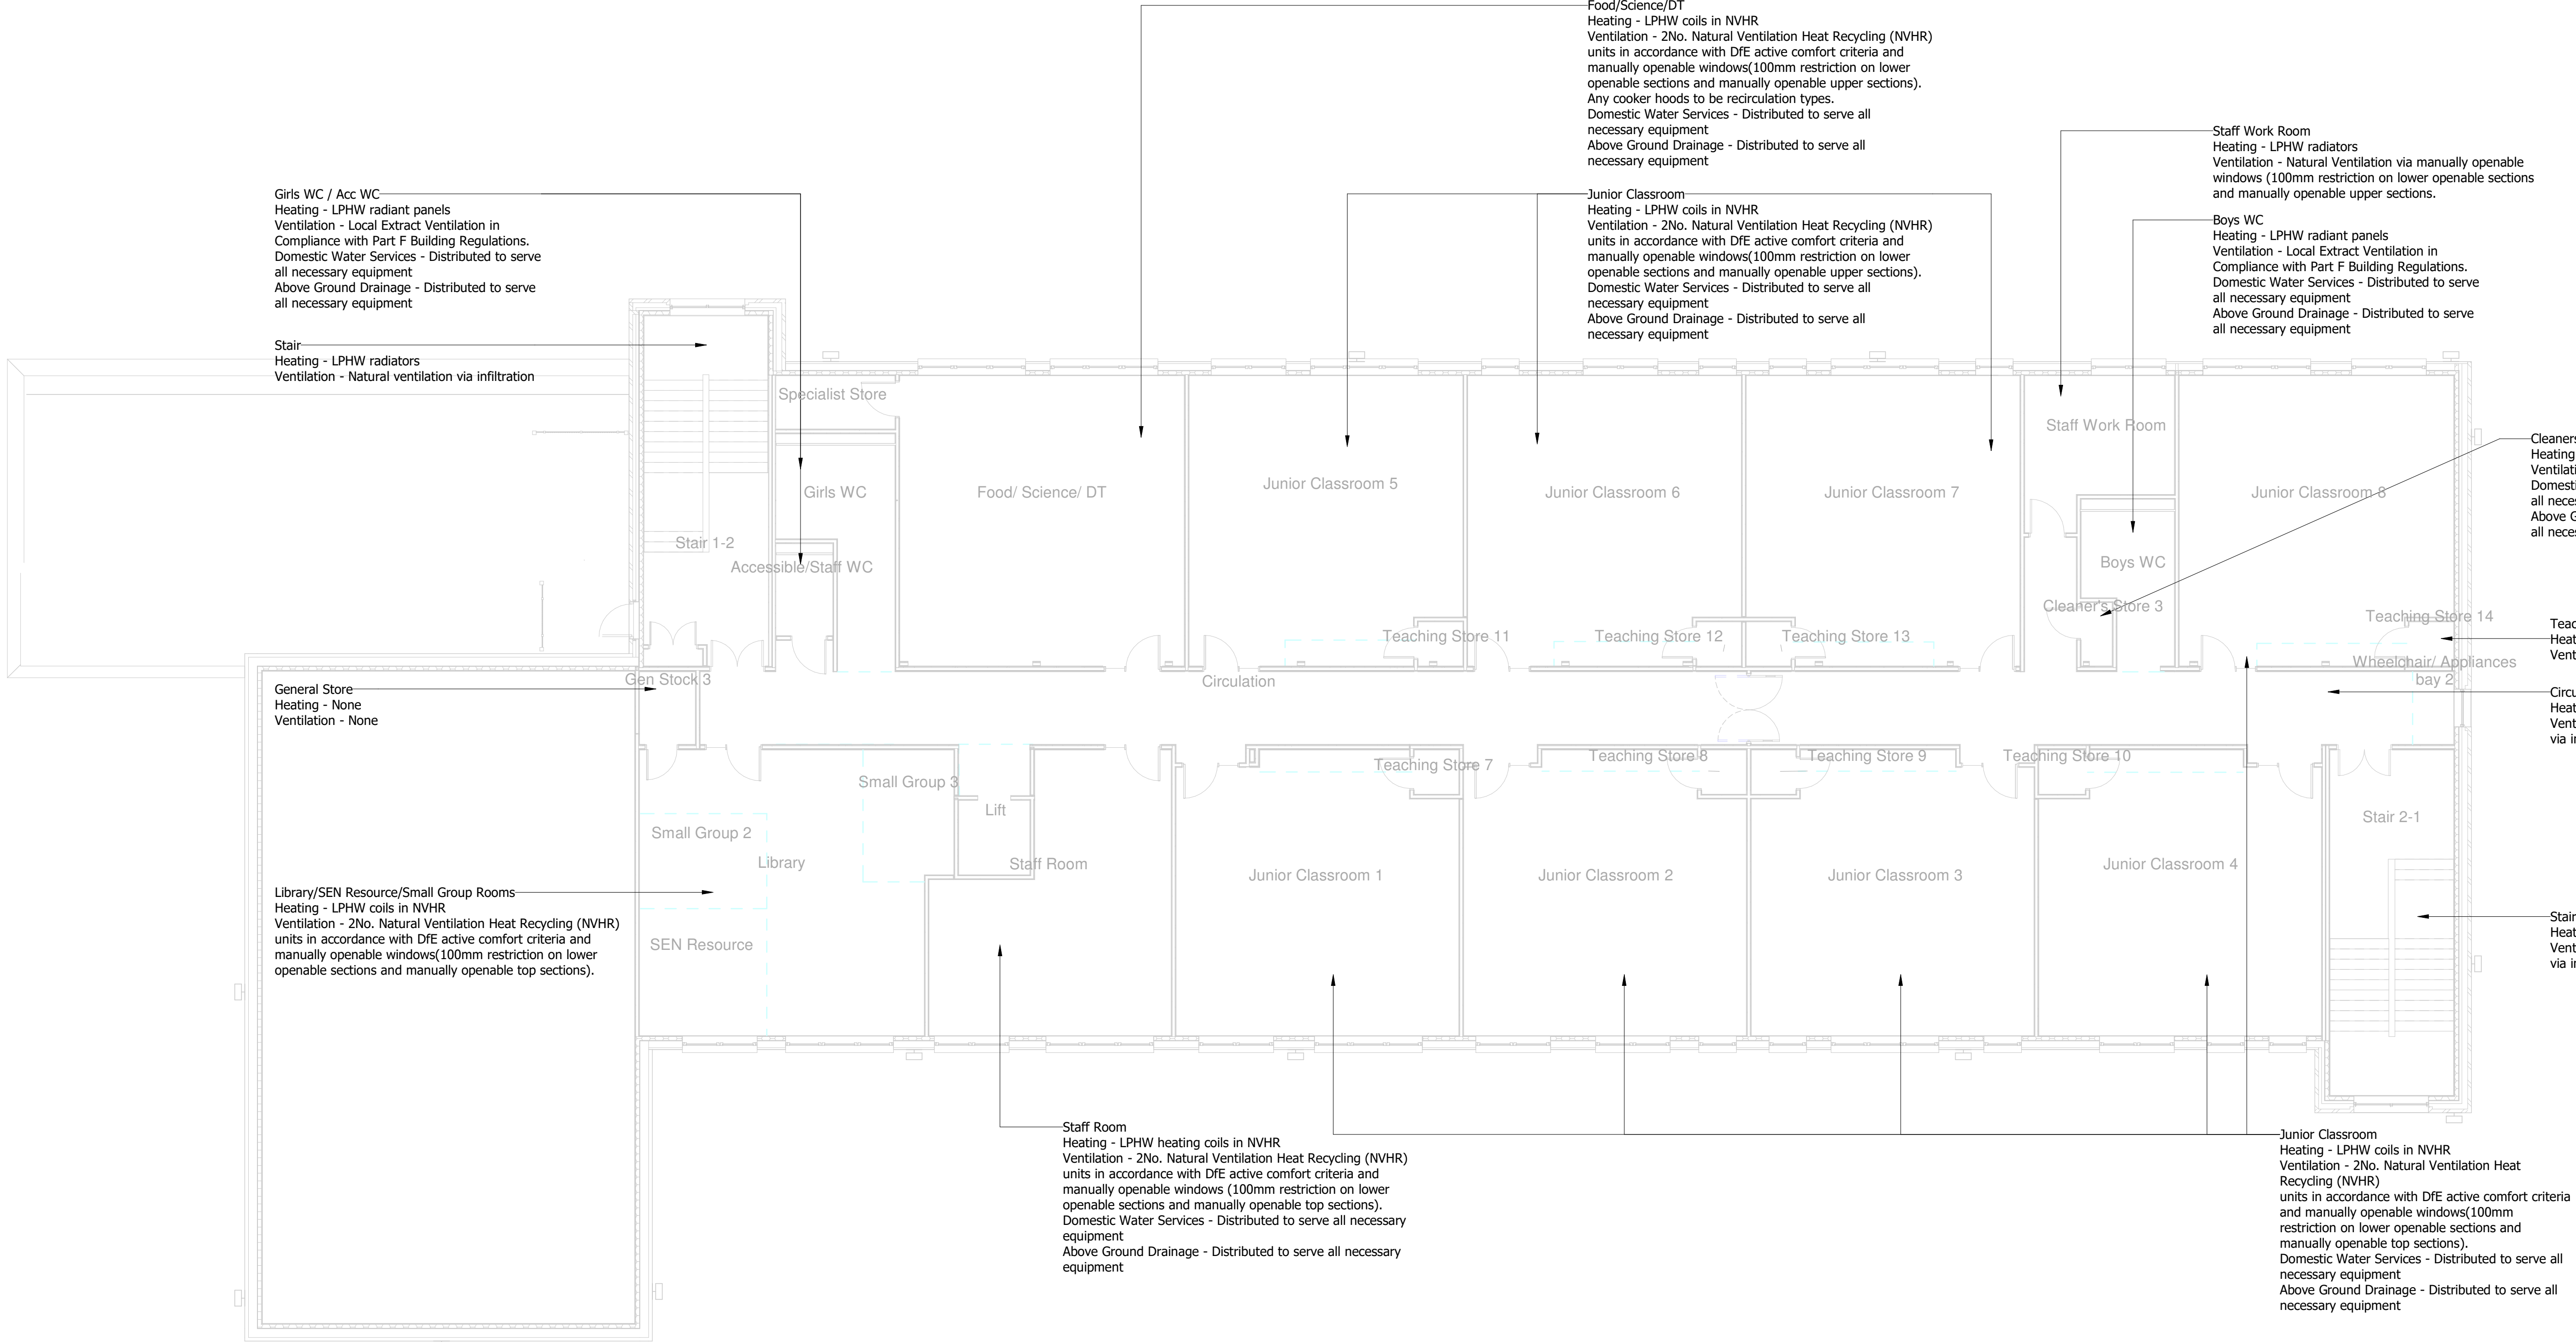 Food/Science/DT
Heating - LPHW coils in NVHR
Ventilation - 2No. Natural Ventilation Heat Recycling (NVHR)
units in accordance with DfE active comfort criteria and
manually openable windows(100mm restriction on lower
openable sections and manually openable upper sections).
Any cooker hoods to be recirculation types.
Domestic Water Services - Distributed to serve all
necessary equipment
Above Ground Drainage - Distributed to serve all
necessary equipment
Staff Work Room
Heating - LPHW radiators
Ventilation - Natural Ventilation via manually openable
windows (100mm restriction on lower openable sections
and manually openable upper sections.
Girls WC / Acc WC
Heating - LPHW radiant panels
Ventilation - Local Extract Ventilation in
Compliance with Part F Building Regulations.
Domestic Water Services - Distributed to serve
all necessary equipment
Above Ground Drainage - Distributed to serve
all necessary equipment
Junior Classroom
Heating - LPHW coils in NVHR
Ventilation - 2No. Natural Ventilation Heat Recycling (NVHR)
units in accordance with DfE active comfort criteria and
manually openable windows(100mm restriction on lower
openable sections and manually openable upper sections).
Domestic Water Services - Distributed to serve all
necessary equipment
Above Ground Drainage - Distributed to serve all
necessary equipment
Boys WC
Heating - LPHW radiant panels
Ventilation - Local Extract Ventilation in
Compliance with Part F Building Regulations.
Domestic Water Services - Distributed to serve
all necessary equipment
Above Ground Drainage - Distributed to serve
all necessary equipment
Stair
Heating - LPHW radiators
Ventilation - Natural ventilation via infiltration
Specialist Store
Staff Work Room
Heating
all
Above
all
Girls WC
Food/ Science/ DT
Junior Classroom 5
Junior Classroom 6
Junior Classroom 7
Junior Classroom 8
Stair 1-2
Accessible/Staff WC
Boys WC
Cleaner's Store 3
Teaching Store 11
Teaching Store 12
Teaching Store 13
Teaching Store 14
Wheelchair/ Appliances
bay 2
Gen Stock 3
Circulation
General Store
Heating - None
Ventilation - None
via
Teaching Store 7
Teaching Store 8
Teaching Store 9
Teaching Store 10
Small Group 3
Lift
Small Group 2
Library
Staff Room
Junior Classroom 1
Junior Classroom 2
Junior Classroom 3
Junior Classroom 4
Stair 2-1
Library/SEN Resource/Small Group Rooms
Heating - LPHW coils in NVHR
Ventilation - 2No. Natural Ventilation Heat Recycling (NVHR)
units in accordance with DfE active comfort criteria and
manually openable windows(100mm restriction on lower
openable sections and manually openable top sections).
SEN Resource
Stair
via
Staff Room
Heating - LPHW heating coils in NVHR
Ventilation - 2No. Natural Ventilation Heat Recycling (NVHR)
units in accordance with DfE active comfort criteria and
manually openable windows (100mm restriction on lower
openable sections and manually openable top sections).
Domestic Water Services - Distributed to serve all necessary
equipment
Above Ground Drainage - Distributed to serve all necessary
equipment
Junior Classroom
Heating - LPHW coils in NVHR
Ventilation - 2No. Natural Ventilation Heat
Recycling (NVHR)
units in accordance with DfE active comfort criteria
and manually openable windows(100mm
restriction on lower openable sections and
manually openable top sections).
Domestic Water Services - Distributed to serve all
necessary equipment
Above Ground Drainage - Distributed to serve all
necessary equipment